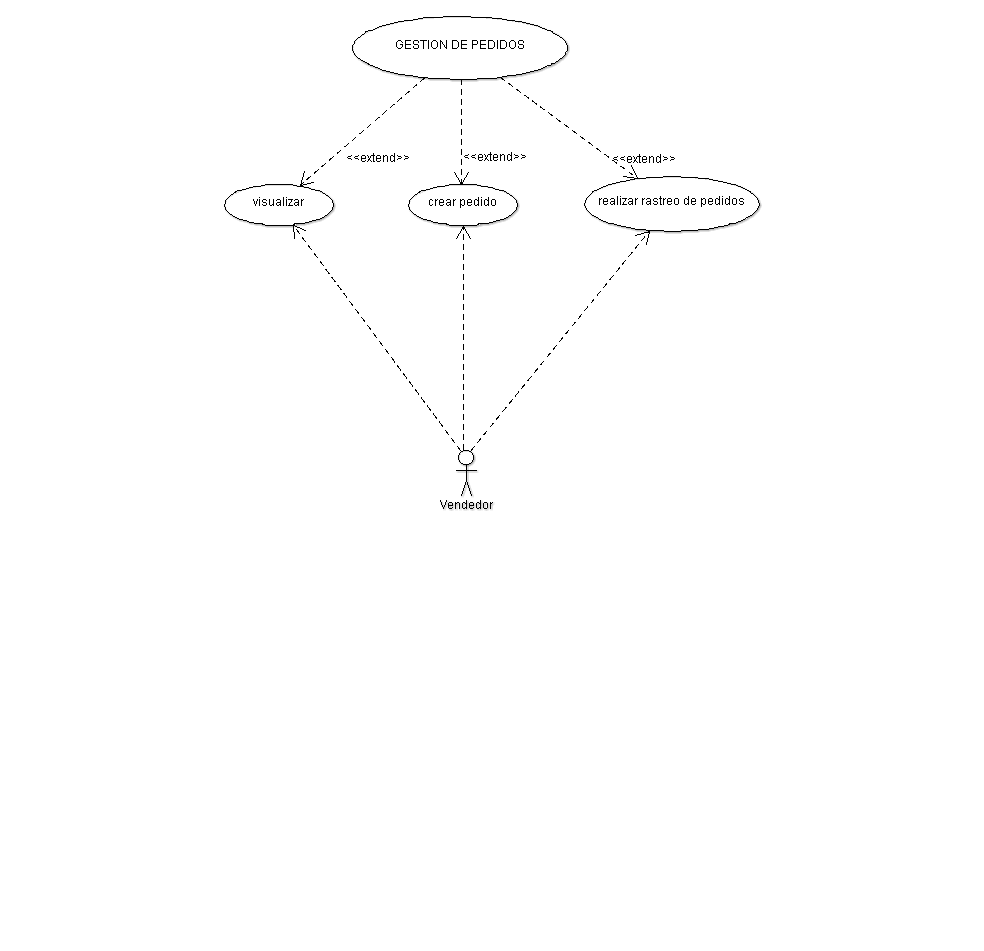 GESTION DE PEDIDOS
<<extend>>
<<extend>>
<<extend>>
visualizar
crear pedido
realizar rastreo de pedidos
Vendedor